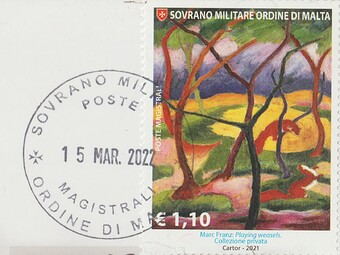 SOVRANO MILITARE ORDINE DI MALTA
POSTE MAGISTRALI
€ 1,10
Marc Franz: Playing weasels.
Collezione privata
Cartor - 2021
SOVRANO MIL
POSTE
15 MAR. 2022
MAGISTRALI
ORDINE DI MA